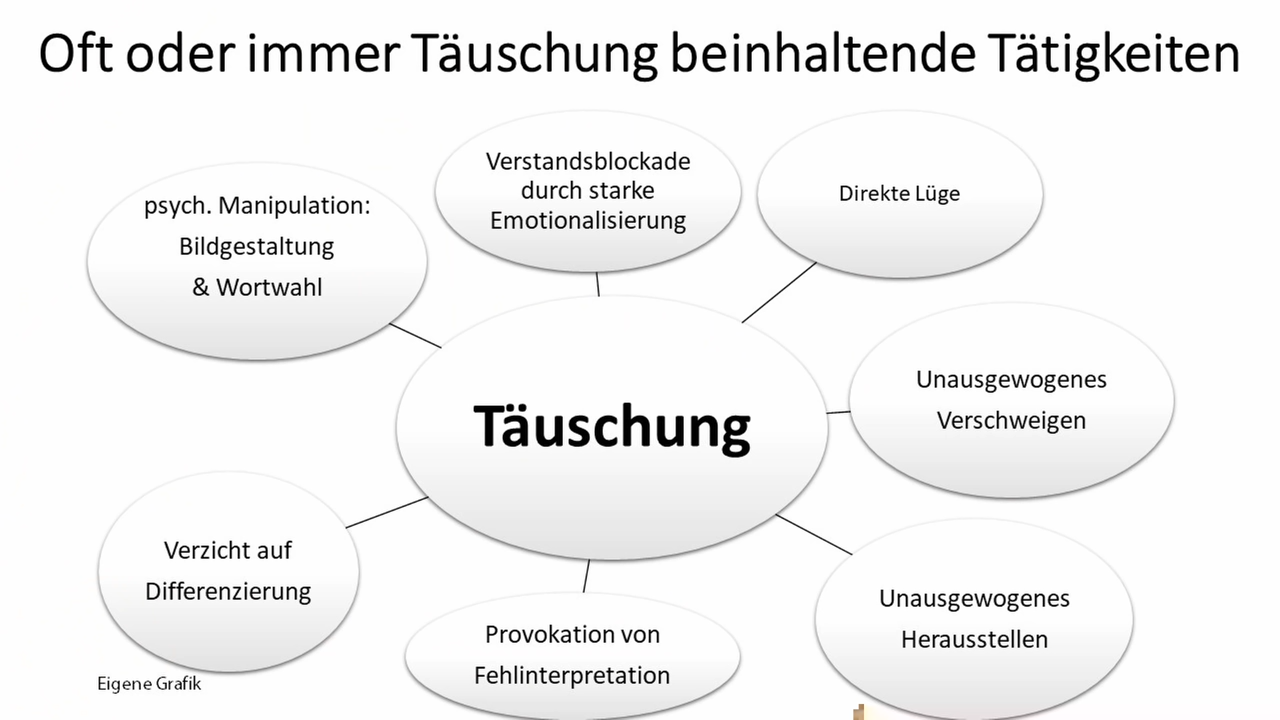 Oft oder immer Täuschung beinhaltende Tätigkeiten
psych. Manipulation:
Bildgestaltung
& Wortwahl
Verstandsblockade
durch starke
Emotionalisierung
Direkte Lüge
Täuschung
Unausgewogenes
Verschweigen
Verzicht auf
Differenzierung
Provokation von
Fehlinterpretation
Unausgewogenes
Herausstellen
Eigene Grafik